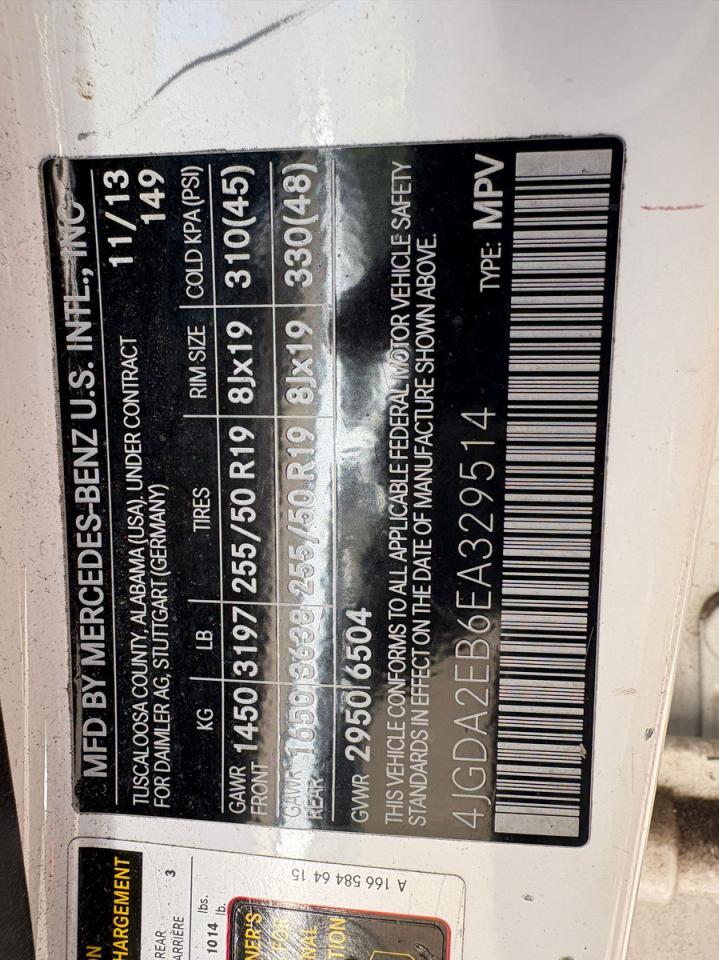 MFD BY MERCEDES-BENZ U.S. INTL., INC
11/13
TUSCALOOSA COUNTY, ALABAMA (USA), UNDER CONTRACT
149
FOR DAIMLER AG, STUTTGART(GERMANY)
KG LB TIRES RIM SIZE COLD KPA (PSI)
GAWR FRONT 1450 3197 255/50 R19 8Jx19 310(45)
GAWR REAR 1650 3638 255/50 R19 8Jx19 330(48)
GVWR 2950 6504
THIS VEHICLE CONFORMS TO ALL APPLICABLE FEDERAL MOTOR VEHICLE SAFETY
STANDARDS IN EFFECT ON THE DATE OF MANUFACTURE SHOWN ABOVE.
4JGDA2EB6EA329514 TYPE: MPV
HARGEMENT
REAR 3
ARRIÈRE
lbs.
1014 lb.
A 166 584 64 15